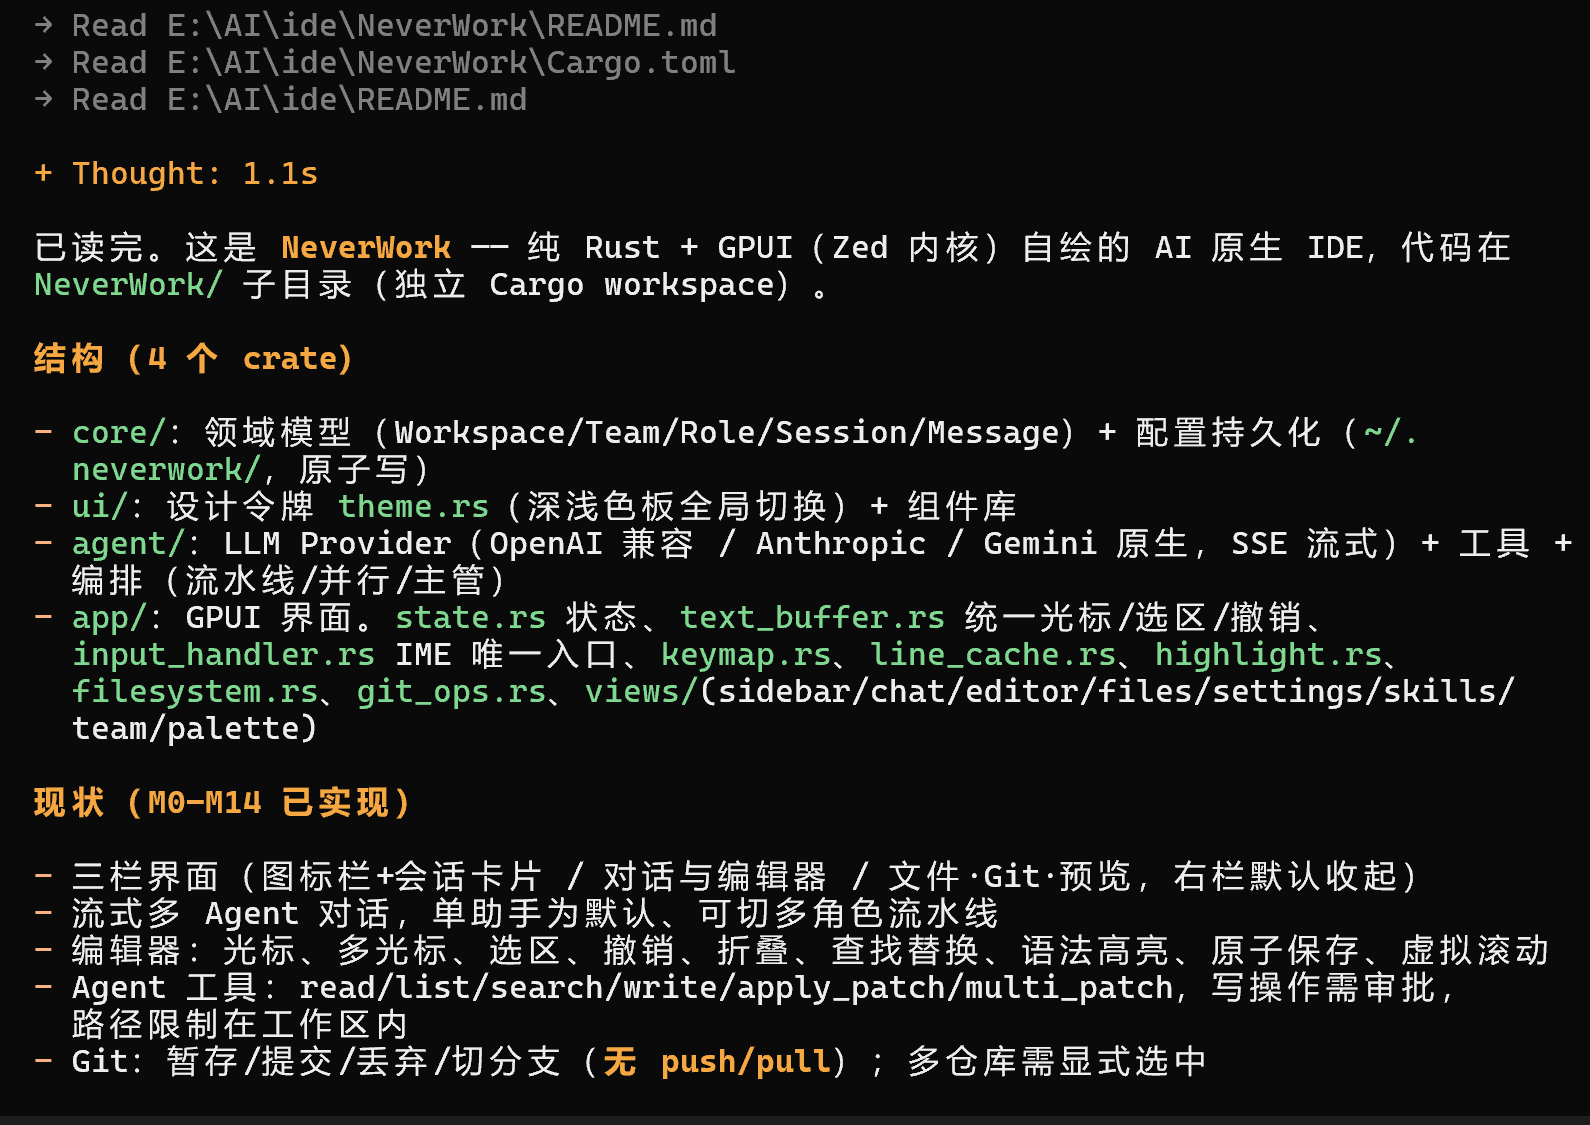 → Read E:\AI\ide\NeverWork\README.md
→ Read E:\AI\ide\NeverWork\Cargo.toml
→ Read E:\AI\ide\README.md
+ Thought: 1.1s
已读完。这是 NeverWork —— 纯 Rust + GPUI（Zed 内核）自绘的 AI 原生 IDE，代码在
NeverWork/ 子目录（独立 Cargo workspace）。
结构（4 个 crate）
- core/：领域模型（Workspace/Team/Role/Session/Message）+ 配置持久化（~/.
neverwork/，原子写）
- ui/：设计令牌 theme.rs（深浅色板全局切换）+ 组件库
- agent/：LLM Provider（OpenAI 兼容 / Anthropic / Gemini 原生，SSE 流式）+ 工具 +
编排（流水线/并行/主管）
- app/：GPUI 界面。state.rs 状态、text_buffer.rs 统一光标/选区/撤销、
input_handler.rs IME 唯一入口、keymap.rs、line_cache.rs、highlight.rs、
filesystem.rs、git_ops.rs、views/(sidebar/chat/editor/files/settings/skills/
team/palette)
现状（M0-M14 已实现）
- 三栏界面（图标栏+会话卡片 / 对话与编辑器 / 文件·Git·预览，右栏默认收起）
- 流式多 Agent 对话，单助手为默认、可切多角色流水线
- 编辑器：光标、多光标、选区、撤销、折叠、查找替换、语法高亮、原子保存、虚拟滚动
- Agent 工具：read/list/search/write/apply_patch/multi_patch，写操作需审批，
路径限制在工作区内
- Git：暂存/提交/丢弃/切分支（无 push/pull）；多仓库需显式选中